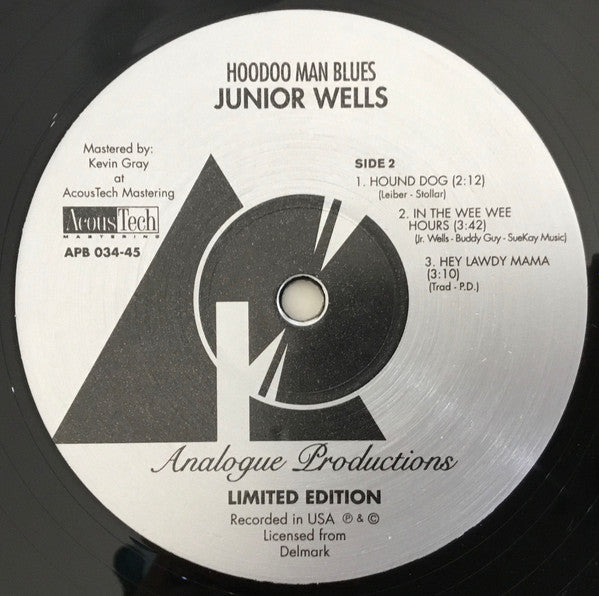 HOODOO MAN BLUES
JUNIOR WELLS
Mastered by:
Kevin Gray
at
AcousTech Mastering
AcousTech
MASTERING
APB 034-45
SIDE 2
1. HOUND DOG (2:12)
(Leiber - Stollar)
2. IN THE WEE WEE
HOURS (3:42)
(Jr. Wells - Buddy Guy - SueKay Music)
3. HEY LAWDY MAMA
(3:10)
(Trad - P.D.)
Analogue Productions
LIMITED EDITION
Recorded in USA ℗ & ©
Licensed from
Delmark